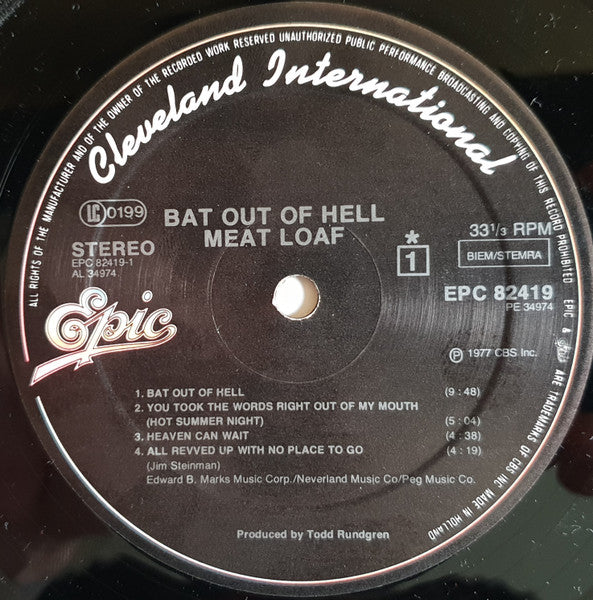 ALL RIGHTS OF THE MANUFACTURER AND OF THE OWNER OF THE RECORDED WORK RESERVED UNAUTHORIZED PUBLIC PERFORMANCE BROADCASTING AND COPYING OF THIS RECORD PROHIBITED EPIC & ARE TRADEMARKS OF CBS INC MADE IN HOLLAND
Cleveland International
LC 0199
BAT OUT OF HELL
MEAT LOAF
STEREO
EPC 82419-1
AL 34974
*
1
33 1/3 RPM
BIEM/STEMRA
EPC 82419
PE 34974
Epic
℗ 1977 CBS Inc.
1. BAT OUT OF HELL (9 : 48)
2. YOU TOOK THE WORDS RIGHT OUT OF MY MOUTH
(HOT SUMMER NIGHT) (5 : 04)
3. HEAVEN CAN WAIT (4 : 38)
4. ALL REVVED UP WITH NO PLACE TO GO (4 : 19)
(Jim Steinman)
Edward B. Marks Music Corp./Neverland Music Co/Peg Music Co.
Produced by Todd Rundgren